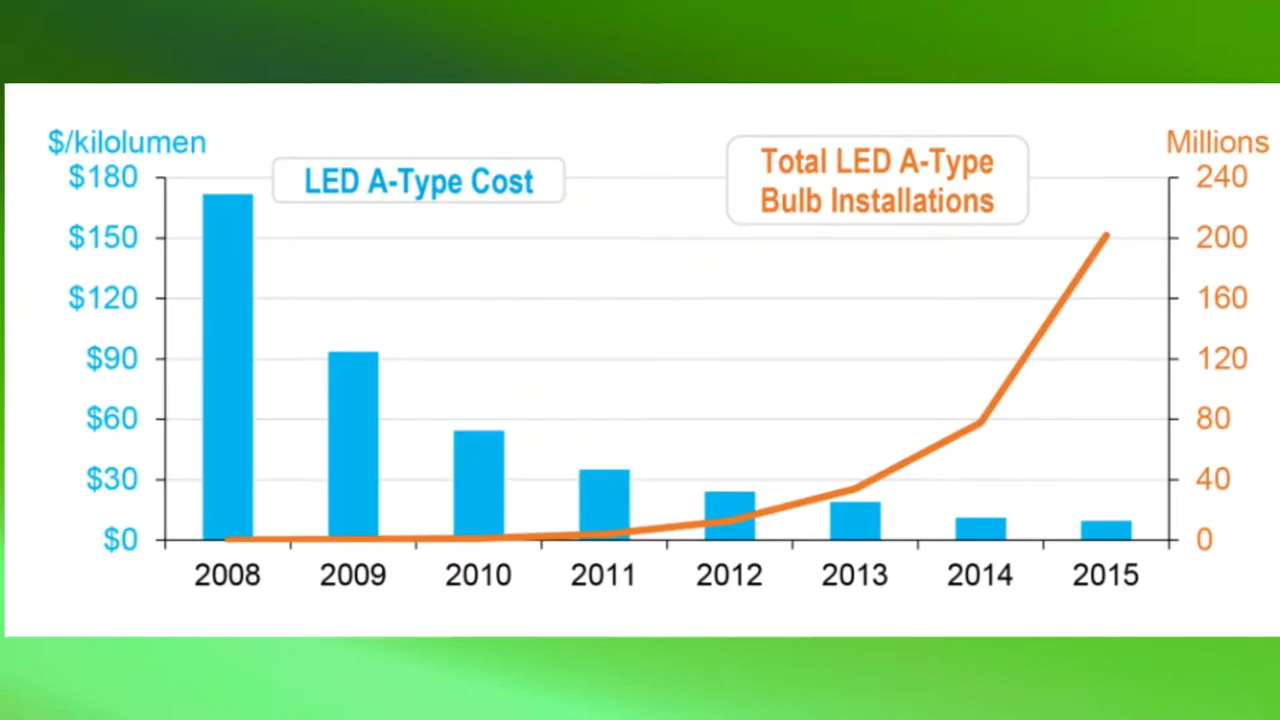 $/kilolumen
Millions
LED A-Type Cost
Total LED A-Type
Bulb Installations
$180
$150
$120
$90
$60
$30
$0
240
200
160
120
80
40
0
2008 2009 2010 2011 2012 2013 2014 2015